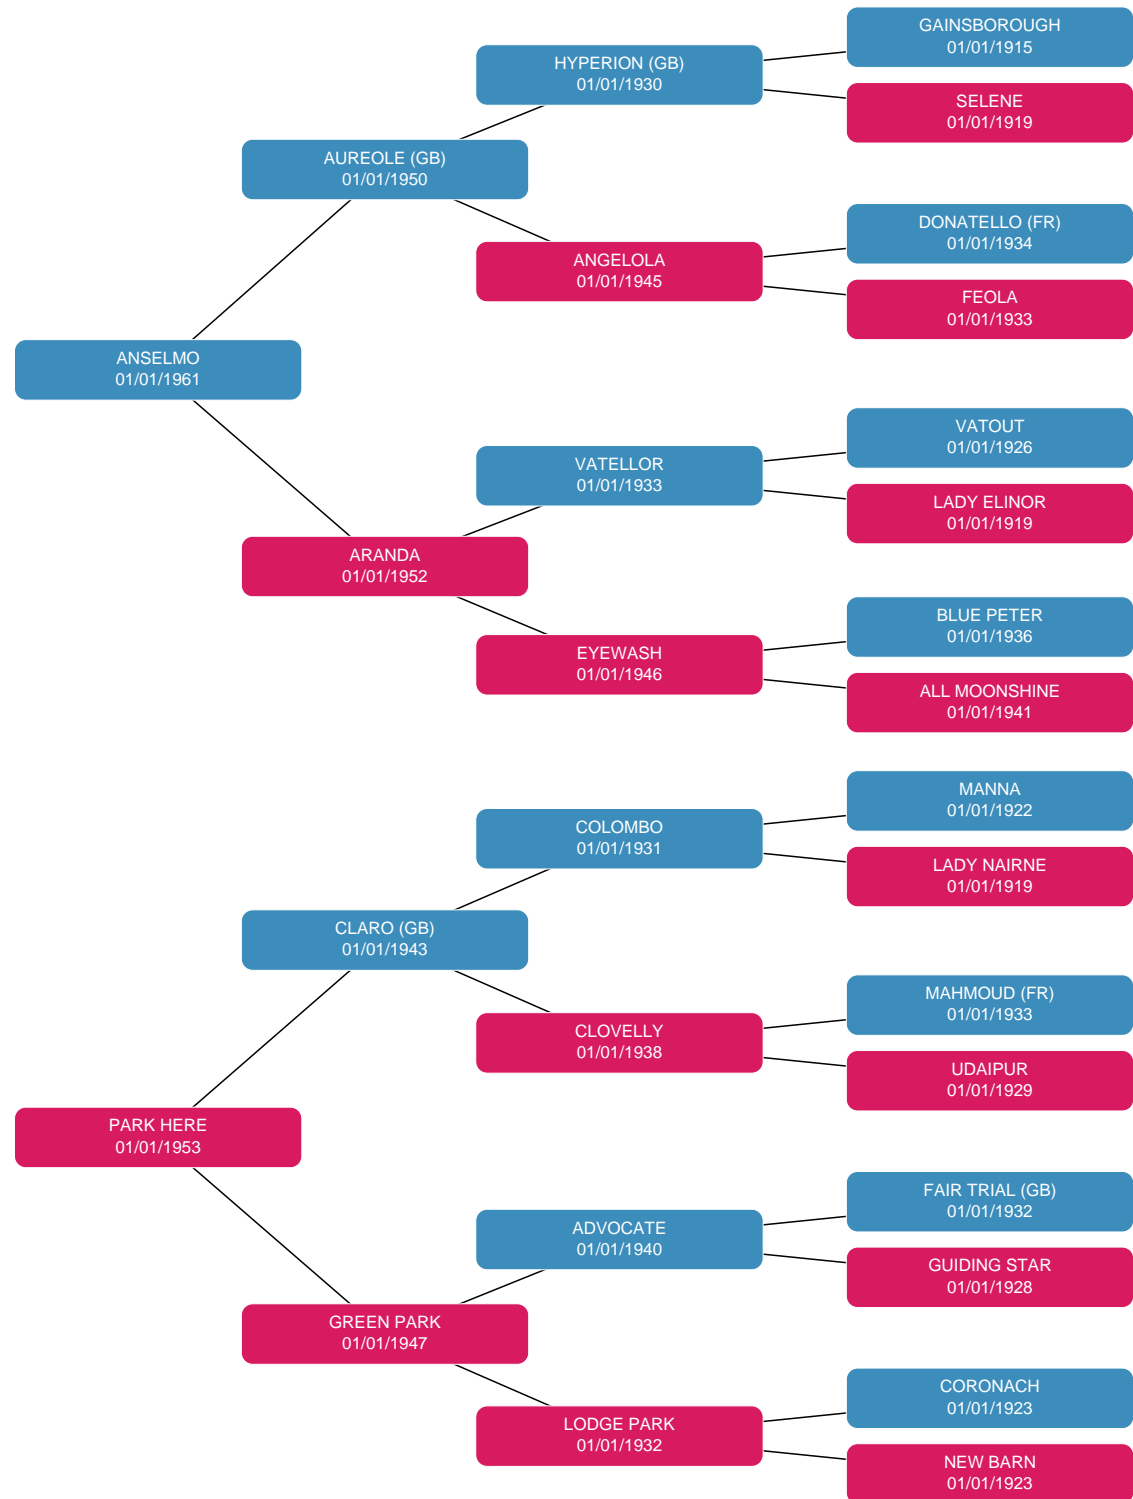 GAINSBOROUGH
01/01/1915
HYPERION (GB)
01/01/1930
SELENE
01/01/1919
AUREOLE (GB)
01/01/1950
DONATELLO (FR)
01/01/1934
ANGELOLA
01/01/1945
FEOLA
01/01/1933
ANSELMO
01/01/1961
VATOUT
01/01/1926
VATELLOR
01/01/1933
LADY ELINOR
01/01/1919
ARANDA
01/01/1952
BLUE PETER
01/01/1936
EYEWASH
01/01/1946
ALL MOONSHINE
01/01/1941
MANNA
01/01/1922
COLOMBO
01/01/1931
LADY NAIRNE
01/01/1919
CLARO (GB)
01/01/1943
MAHMOUD (FR)
01/01/1933
CLOVELLY
01/01/1938
UDAIPUR
01/01/1929
PARK HERE
01/01/1953
FAIR TRIAL (GB)
01/01/1932
ADVOCATE
01/01/1940
GUIDING STAR
01/01/1928
GREEN PARK
01/01/1947
CORONACH
01/01/1923
LODGE PARK
01/01/1932
NEW BARN
01/01/1923